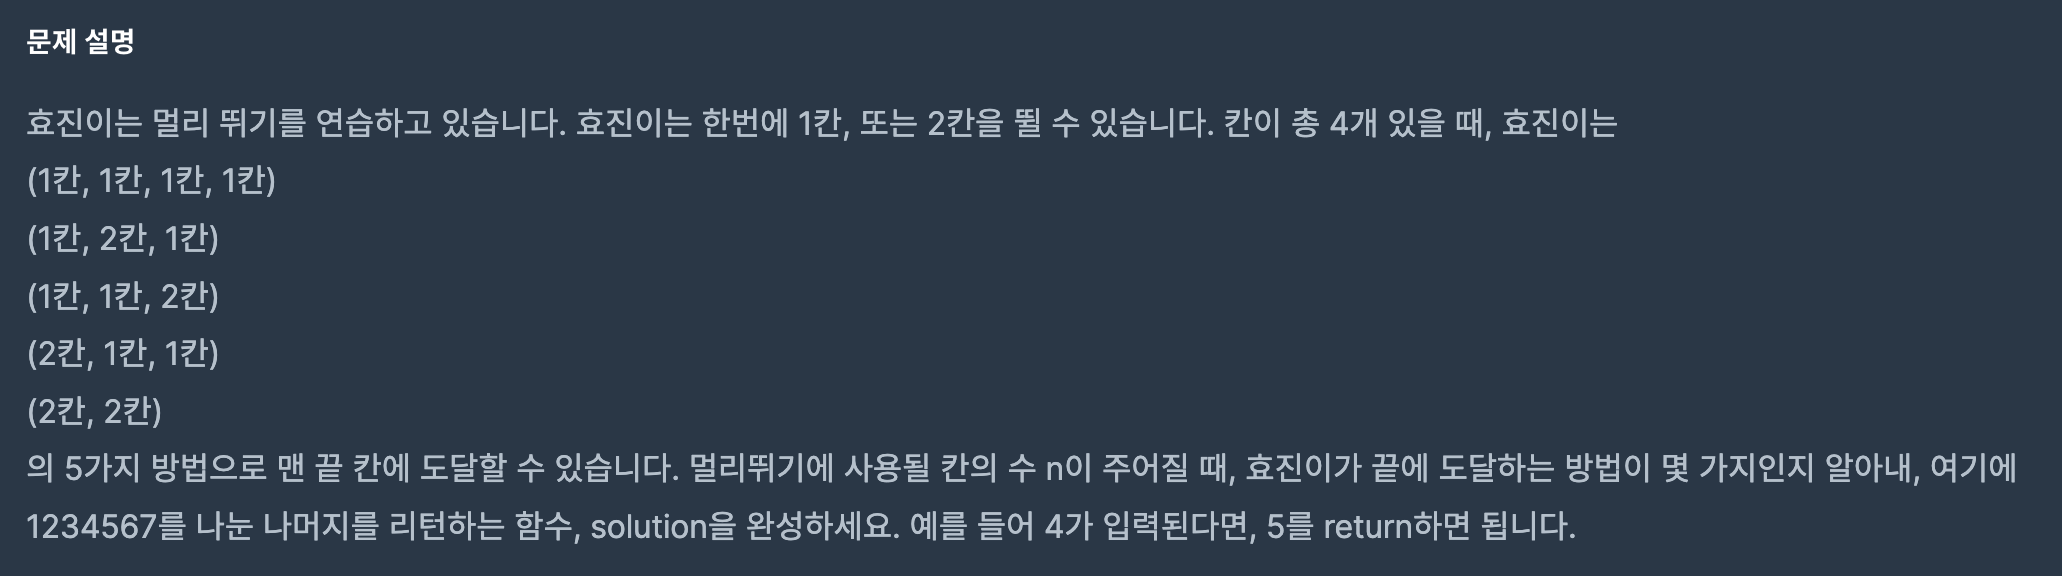 문제 설명
효진이는 멀리 뛰기를 연습하고 있습니다. 효진이는 한번에 1칸, 또는 2칸을 뛸 수 있습니다. 칸이 총 4개 있을 때, 효진이는
(1칸, 1칸, 1칸, 1칸)
(1칸, 2칸, 1칸)
(1칸, 1칸, 2칸)
(2칸, 1칸, 1칸)
(2칸, 2칸)
의 5가지 방법으로 맨 끝 칸에 도달할 수 있습니다. 멀리뛰기에 사용될 칸의 수 n이 주어질 때, 효진이가 끝에 도달하는 방법이 몇 가지인지 알아내, 여기에
1234567를 나눈 나머지를 리턴하는 함수, solution을 완성하세요. 예를 들어 4가 입력된다면, 5를 return하면 됩니다.